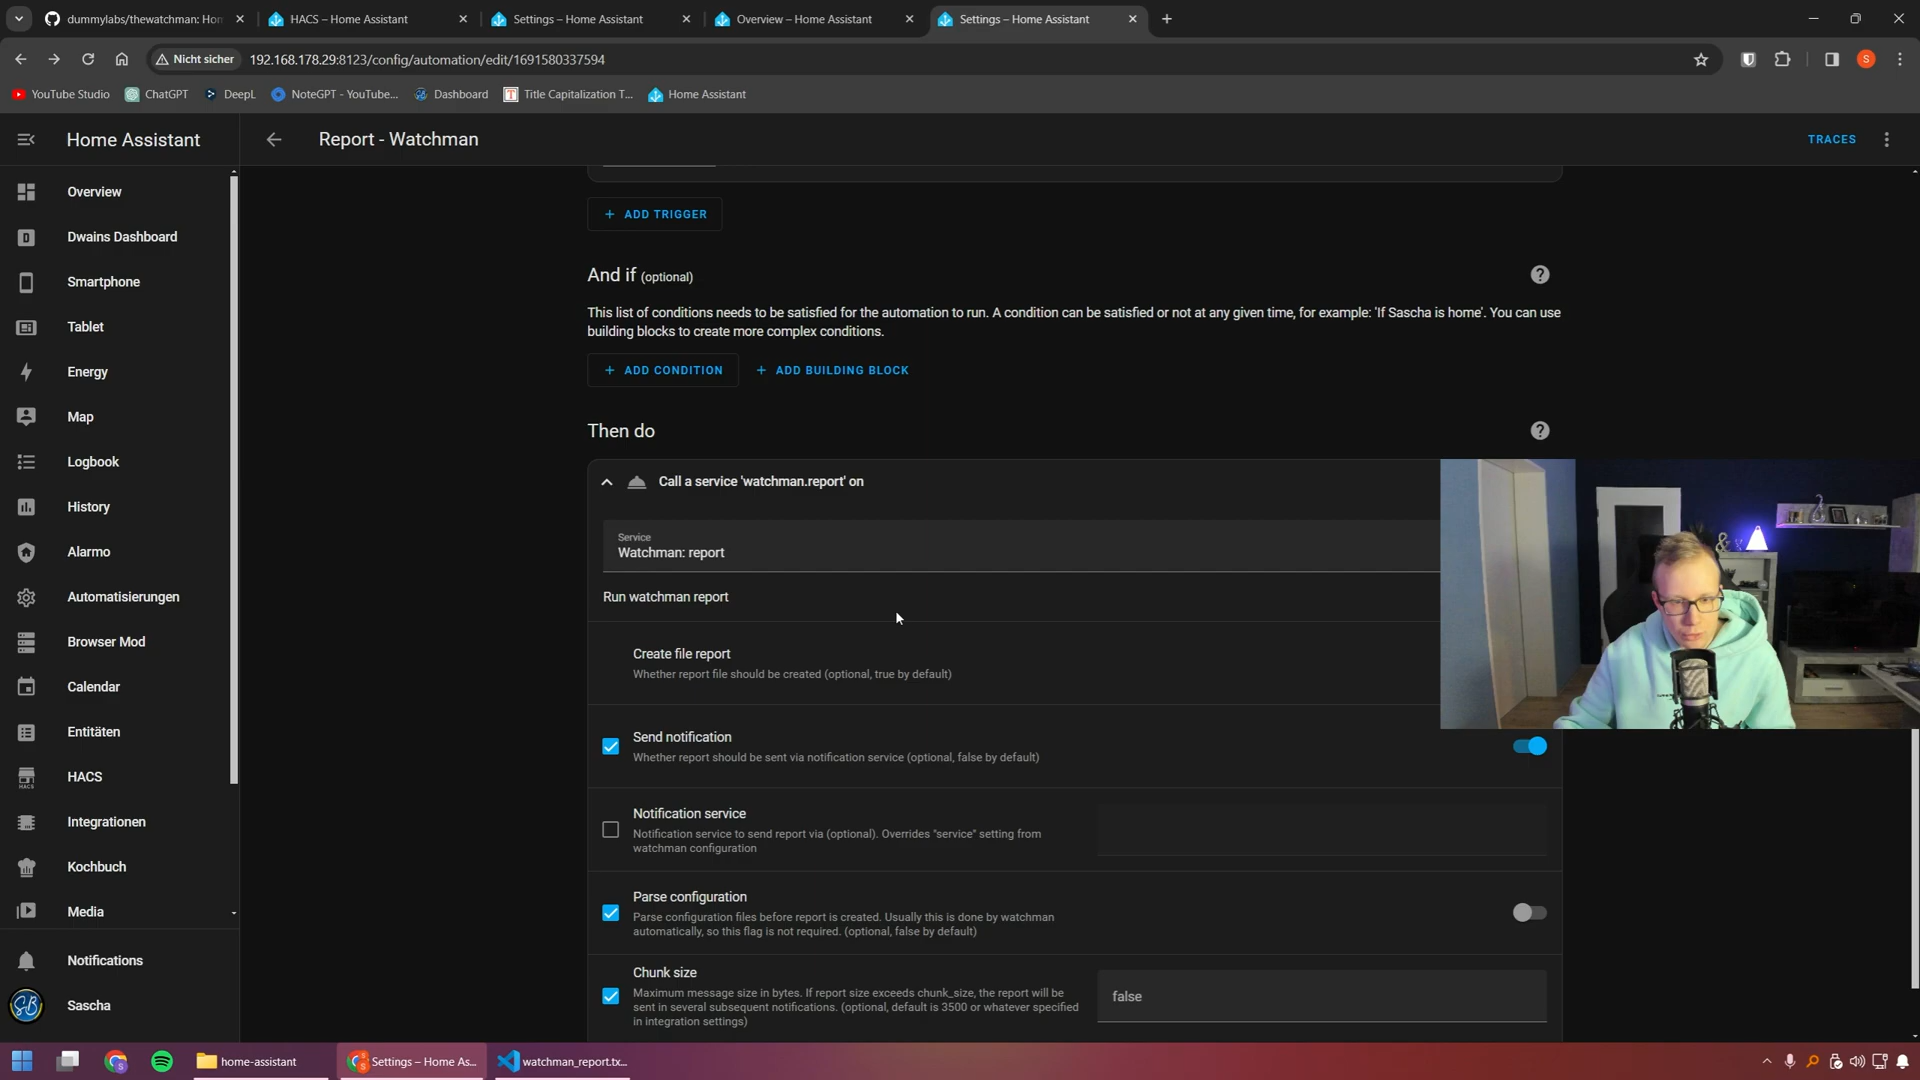 dummylabs/thewatchman: Hom
HACS – Home Assistant
Settings – Home Assistant
Overview – Home Assistant
Settings – Home Assistant
Nicht sicher
192.168.178.29:8123/config/automation/edit/1691580337594
S
YouTube Studio
ChatGPT
DeepL
NoteGPT - YouTube...
Dashboard
Title Capitalization T...
Home Assistant
Home Assistant
Report - Watchman
TRACES
Overview
Dwains Dashboard
Smartphone
Tablet
Energy
Map
Logbook
History
Alarmo
Automatisierungen
Browser Mod
Calendar
Entitäten
HACS
Integrationen
Kochbuch
Media
Notifications
SB
Sascha
+ ADD TRIGGER
And if (optional)
This list of conditions needs to be satisfied for the automation to run. A condition can be satisfied or not at any given time, for example: 'If Sascha is home'. You can use
building blocks to create more complex conditions.
+ ADD CONDITION
+ ADD BUILDING BLOCK
Then do
Call a service 'watchman.report' on
Service
Watchman: report
Run watchman report
Create file report
Whether report file should be created (optional, true by default)
Send notification
Whether report should be sent via notification service (optional, false by default)
Notification service
Notification service to send report via (optional). Overrides "service" setting from
watchman configuration
Parse configuration
Parse configuration files before report is created. Usually this is done by watchman
automatically, so this flag is not required. (optional, false by default)
Chunk size
Maximum message size in bytes. If report size exceeds chunk_size, the report will be
sent in several subsequent notifications. (optional, default is 3500 or whatever specified
in integration settings)
false
home-assistant
Settings – Home As...
watchman_report.tx...